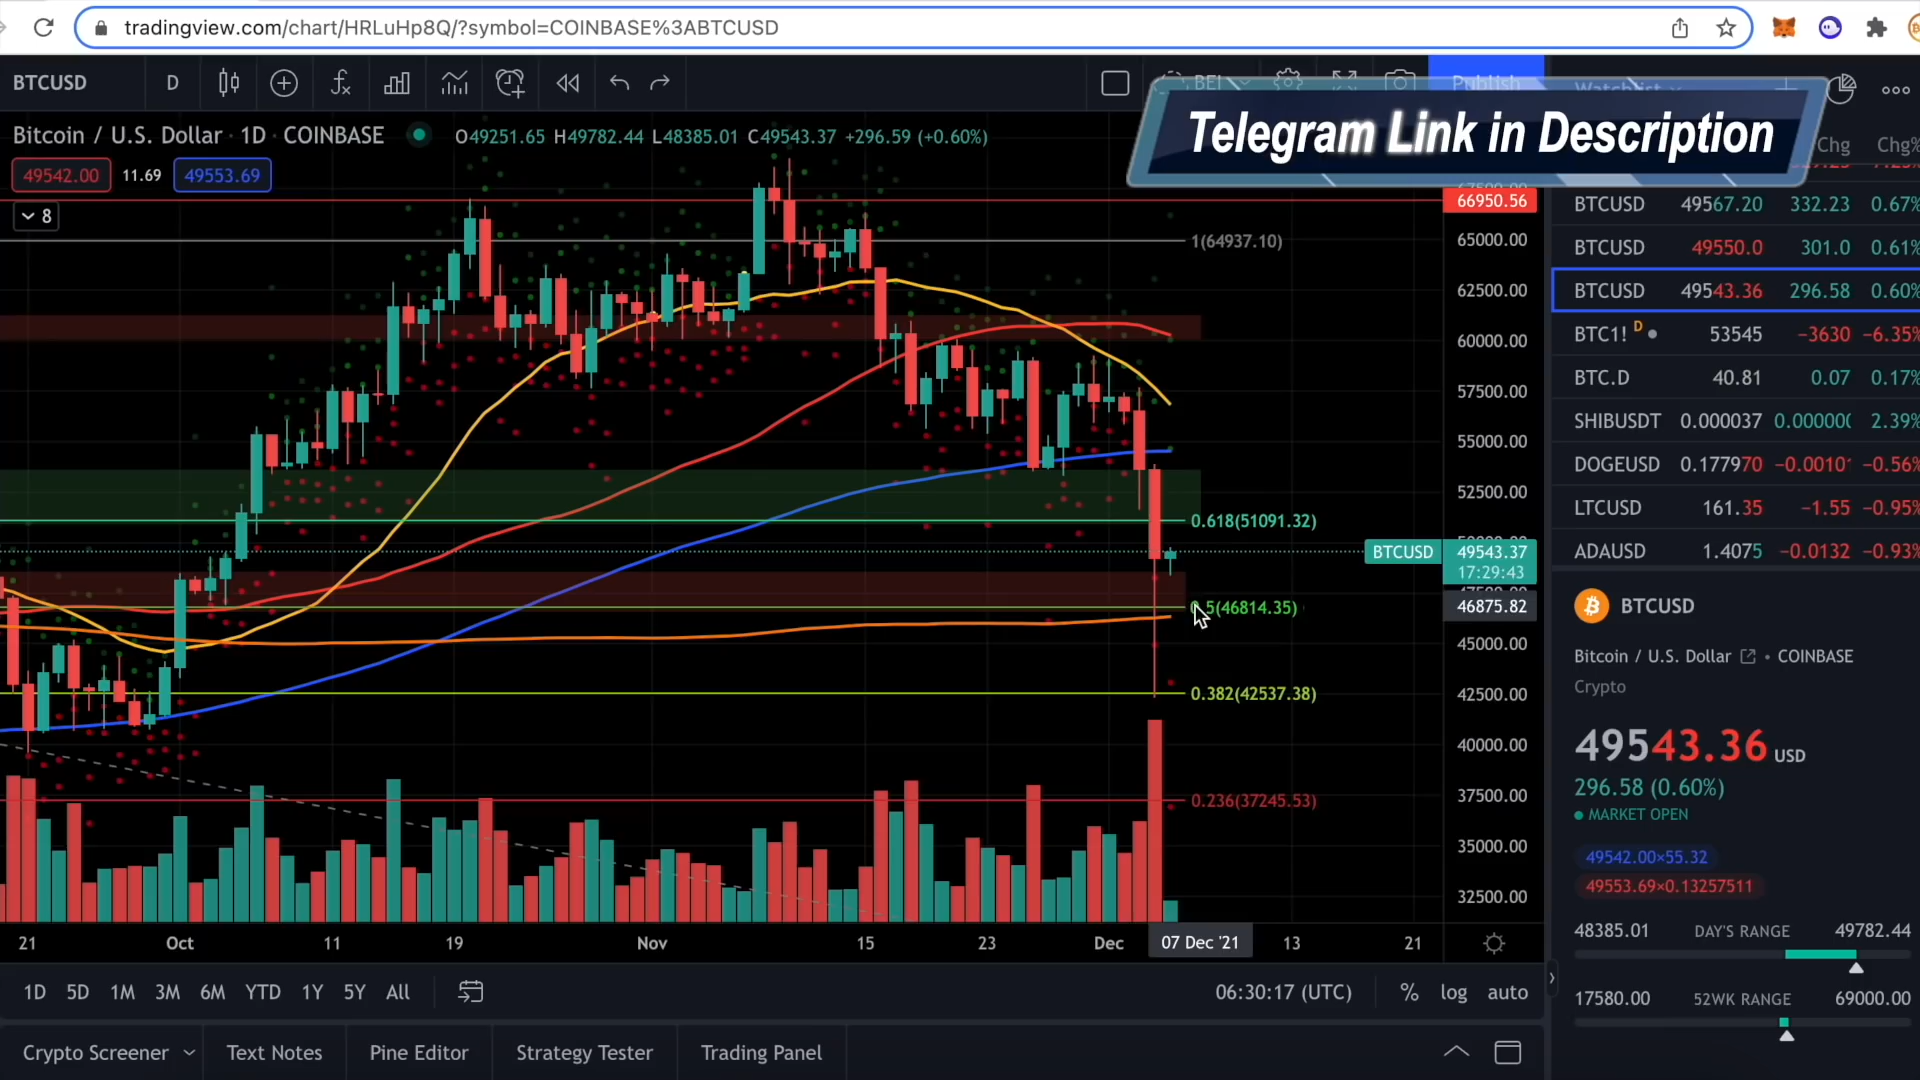 tradingview.com/chart/HRLuHp8Q/?symbol=COINBASE%3ABTCUSD
BTCUSD D BEI Publish
Telegram Link in Description
Watchlist
Chg Chg%
Bitcoin / U.S. Dollar · 1D · COINBASE O49251.65 H49782.44 L48385.01 C49543.37 +296.59 (+0.60%)
49542.00 11.69 49553.69
8
66950.56
1(64937.10)
65000.00
62500.00
60000.00
57500.00
55000.00
52500.00
0.618(51091.32)
BTCUSD 49543.37
17:29:43
0.5(46814.35)
46875.82
45000.00
0.382(42537.38)
42500.00
40000.00
0.236(37245.53)
37500.00
35000.00
32500.00
21 Oct 11 19 Nov 15 23 Dec 07 Dec '21 13 21
1D 5D 1M 3M 6M YTD 1Y 5Y All 06:30:17 (UTC) % log auto
Crypto Screener Text Notes Pine Editor Strategy Tester Trading Panel
BTCUSD 49567.20 332.23 0.67%
BTCUSD 49550.0 301.0 0.61%
BTCUSD 49543.36 296.58 0.60%
BTC1! D 53545 −3630 −6.35%
BTC.D 40.81 0.07 0.17%
SHIBUSDT 0.000037 0.000000 2.39%
DOGEUSD 0.177970 −0.0010 −0.56%
LTCUSD 161.35 −1.55 −0.95%
ADAUSD 1.4075 −0.0132 −0.93%
BTCUSD
Bitcoin / U.S. Dollar • COINBASE
Crypto
49543.36 USD
296.58 (0.60%)
MARKET OPEN
49542.00×55.32
49553.69×0.13257511
48385.01 DAY'S RANGE 49782.44
17580.00 52WK RANGE 69000.00